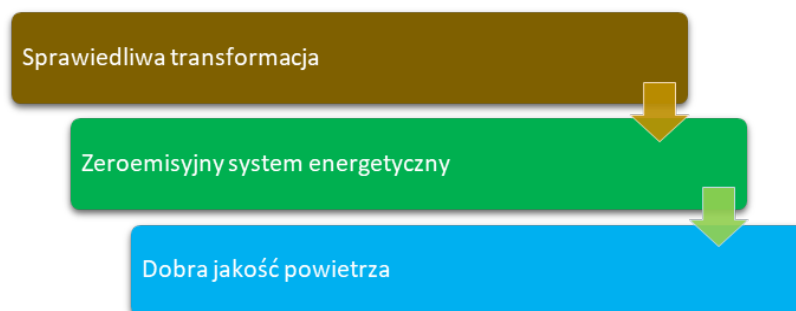 Sprawiedliwa transformacja
Zeroemisyjny system energetyczny
Dobra jakość powietrza